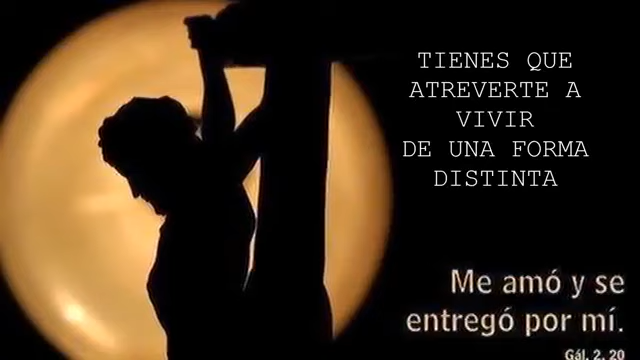 TIENES QUE
ATREVERTE A
VIVIR
DE UNA FORMA
DISTINTA
Me amó y se
entregó por mí.
Gál. 2, 20